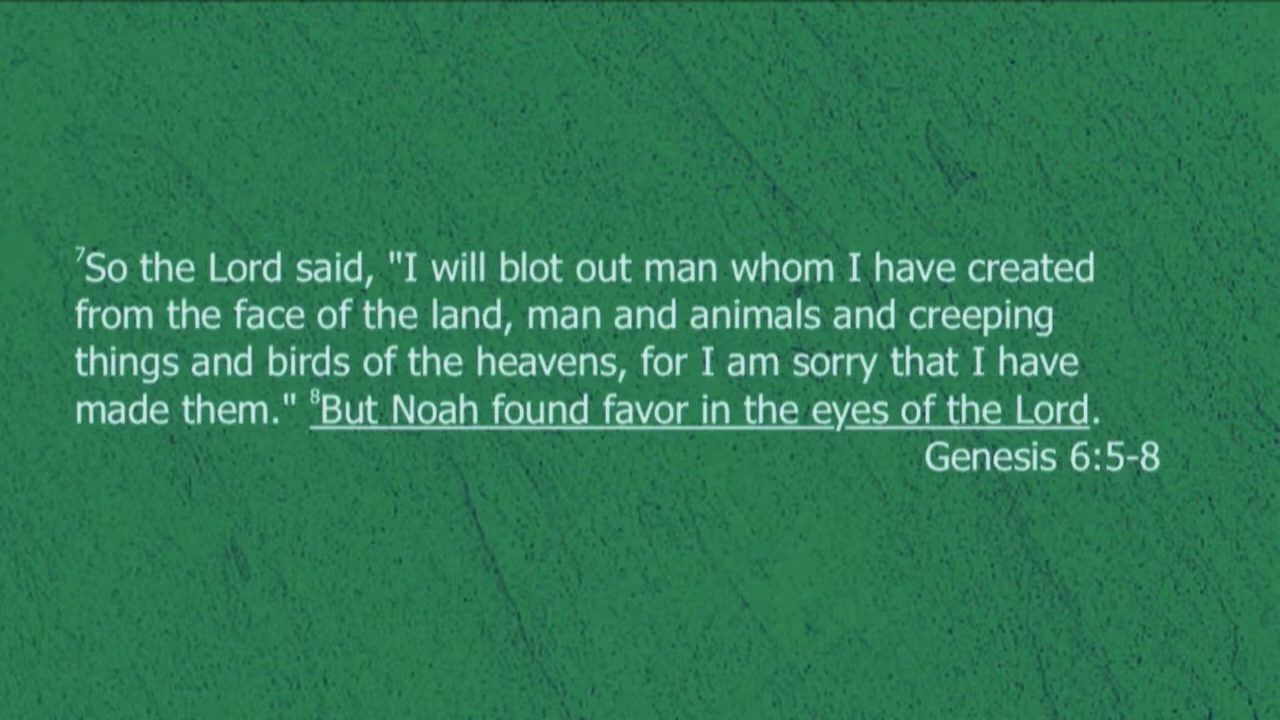 ⁷So the Lord said, "I will blot out man whom I have created
from the face of the land, man and animals and creeping
things and birds of the heavens, for I am sorry that I have
made them." ⁸But Noah found favor in the eyes of the Lord.
Genesis 6:5-8